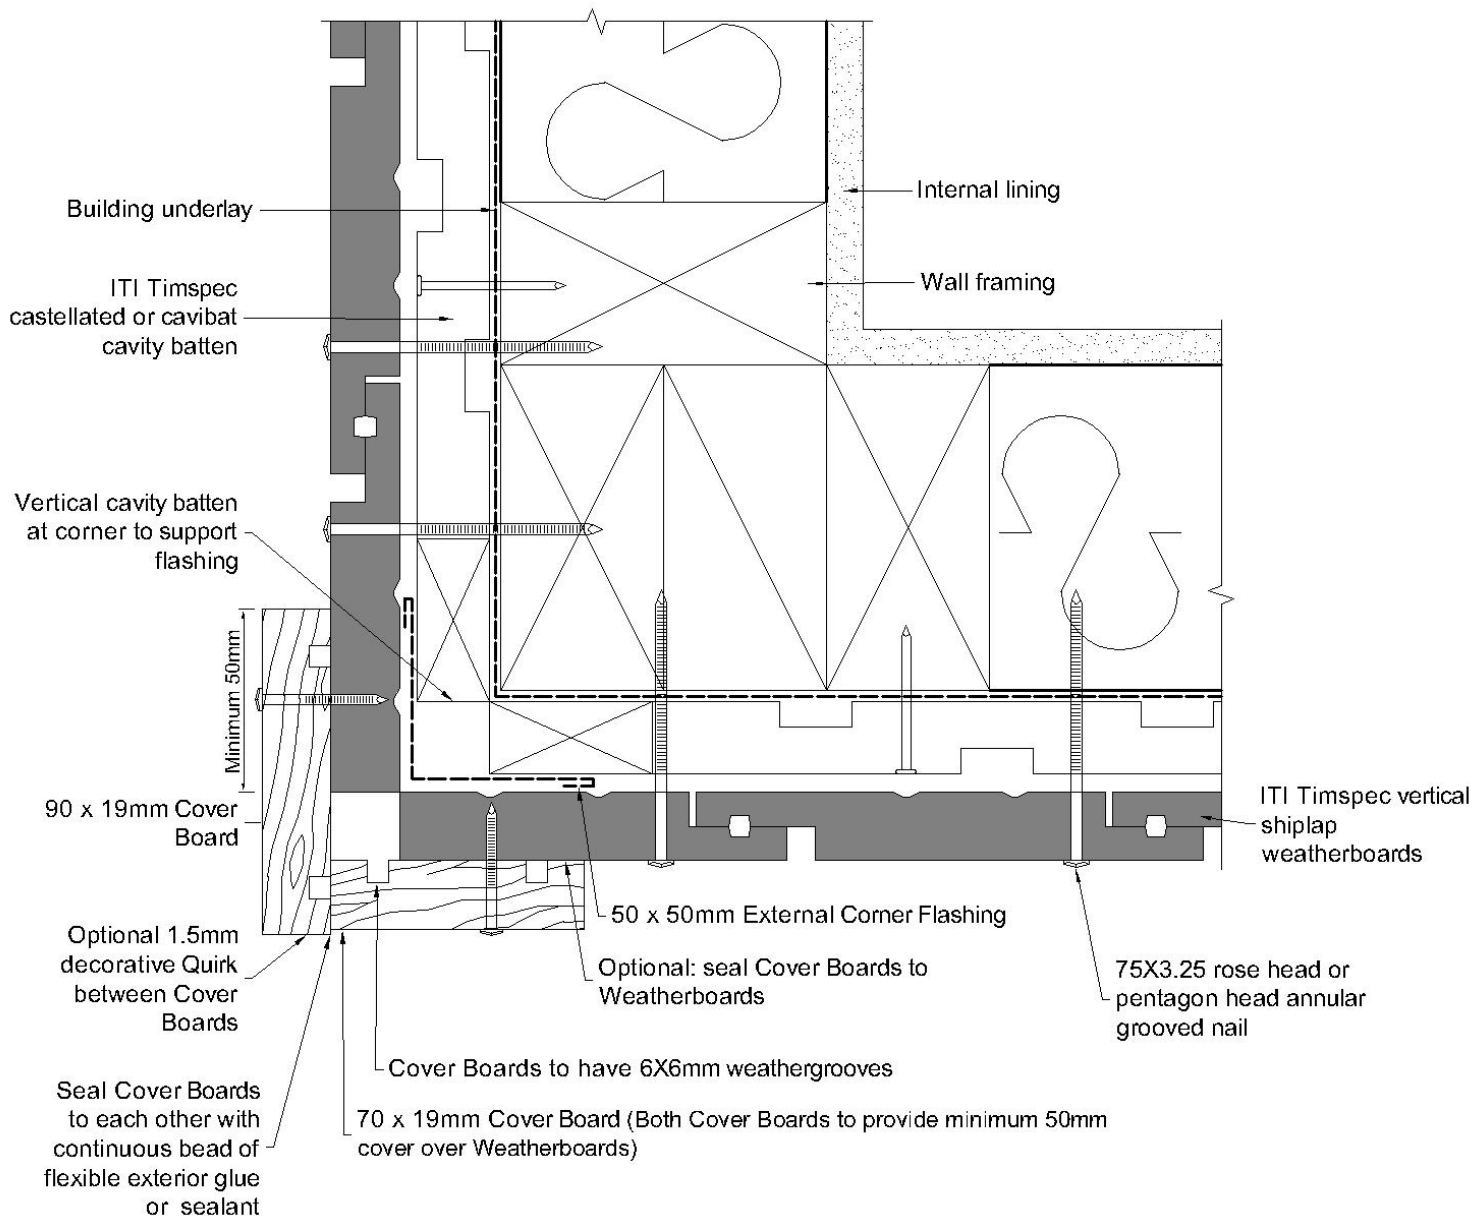 Building underlay
Internal lining
ITI Timspec
castellated or cavibat
cavity batten
Wall framing
Vertical cavity batten
at corner to support
flashing
Minimum 50mm
90 x 19mm Cover
Board
ITI Timspec vertical
shiplap
weatherboards
50 x 50mm External Corner Flashing
Optional 1.5mm
decorative Quirk
between Cover
Boards
Optional: seal Cover Boards to
Weatherboards
75X3.25 rose head or
pentagon head annular
grooved nail
Cover Boards to have 6X6mm weathergrooves
Seal Cover Boards
to each other with
continuous bead of
flexible exterior glue
or sealant
70 x 19mm Cover Board (Both Cover Boards to provide minimum 50mm
cover over Weatherboards)